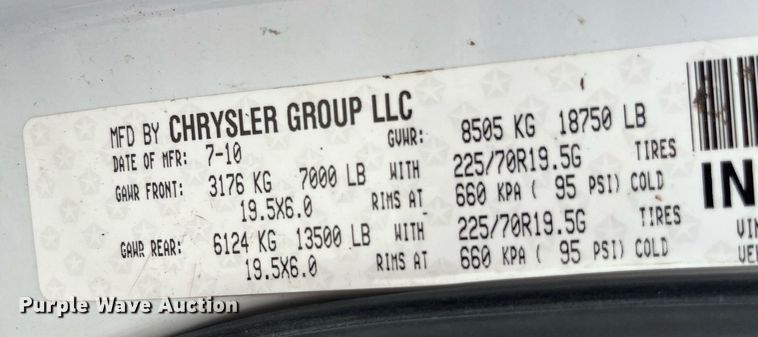 MFD BY CHRYSLER GROUP LLC
DATE OF MFR: 7-10 GVWR: 8505 KG 18750 LB
GAWR FRONT: 3176 KG 7000 LB WITH 225/70R19.5G TIRES
19.5X6.0 RIMS AT 660 KPA ( 95 PSI) COLD
GAWR REAR: 6124 KG 13500 LB WITH 225/70R19.5G TIRES
19.5X6.0 RIMS AT 660 KPA ( 95 PSI) COLD
IN
VIN
VEH
Purple Wave Auction